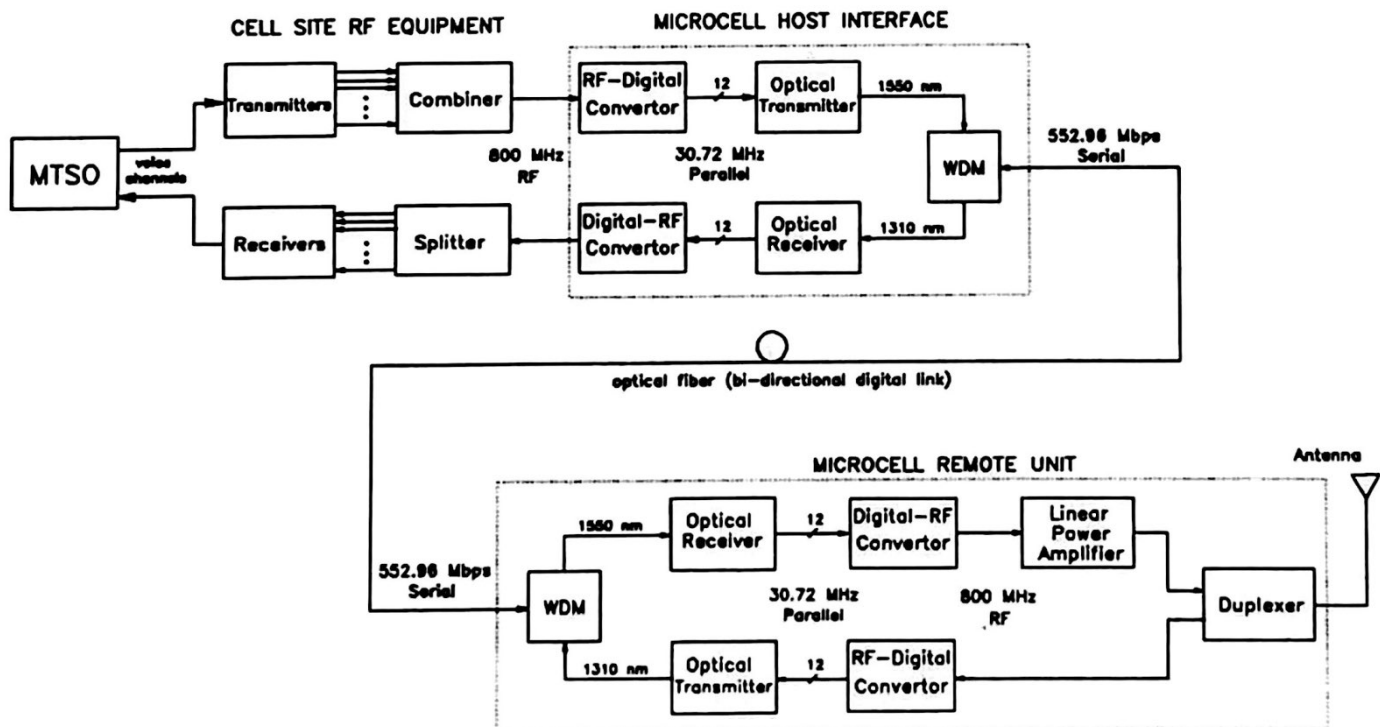 CELL SITE RF EQUIPMENT
MICROCELL HOST INTERFACE
Transmitters
Combiner
RF-Digital
Convertor
12
Optical
Transmitter
1550 nm
MTSO
voice
channels
800 MHz
RF
30.72 MHz
Perallel
WDM
552.96 Mbps
Serial
Receivers
Splitter
Digital-RF
Convertor
12
Optical
Receiver
1310 nm
optical fiber (bi-directional digital link)
MICROCELL REMOTE UNIT
Antenna
1550 nm
Optical
Receiver
12
Digital-RF
Convertor
Linear
Power
Amplifier
552.96 Mbps
Serial
WDM
30.72 MHz
Parallel
800 MHz
RF
Duplexer
1310 nm
Optical
Transmitter
12
RF-Digital
Convertor